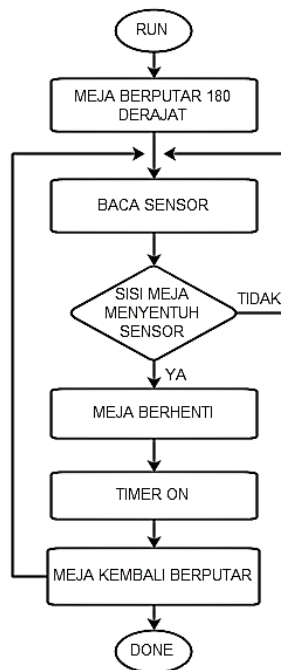 RUN
MEJA BERPUTAR 180
DERAJAT
BACA SENSOR
SISI MEJA
MENYENTUH
SENSOR
TIDAK
YA
MEJA BERHENTI
TIMER ON
MEJA KEMBALI BERPUTAR
DONE